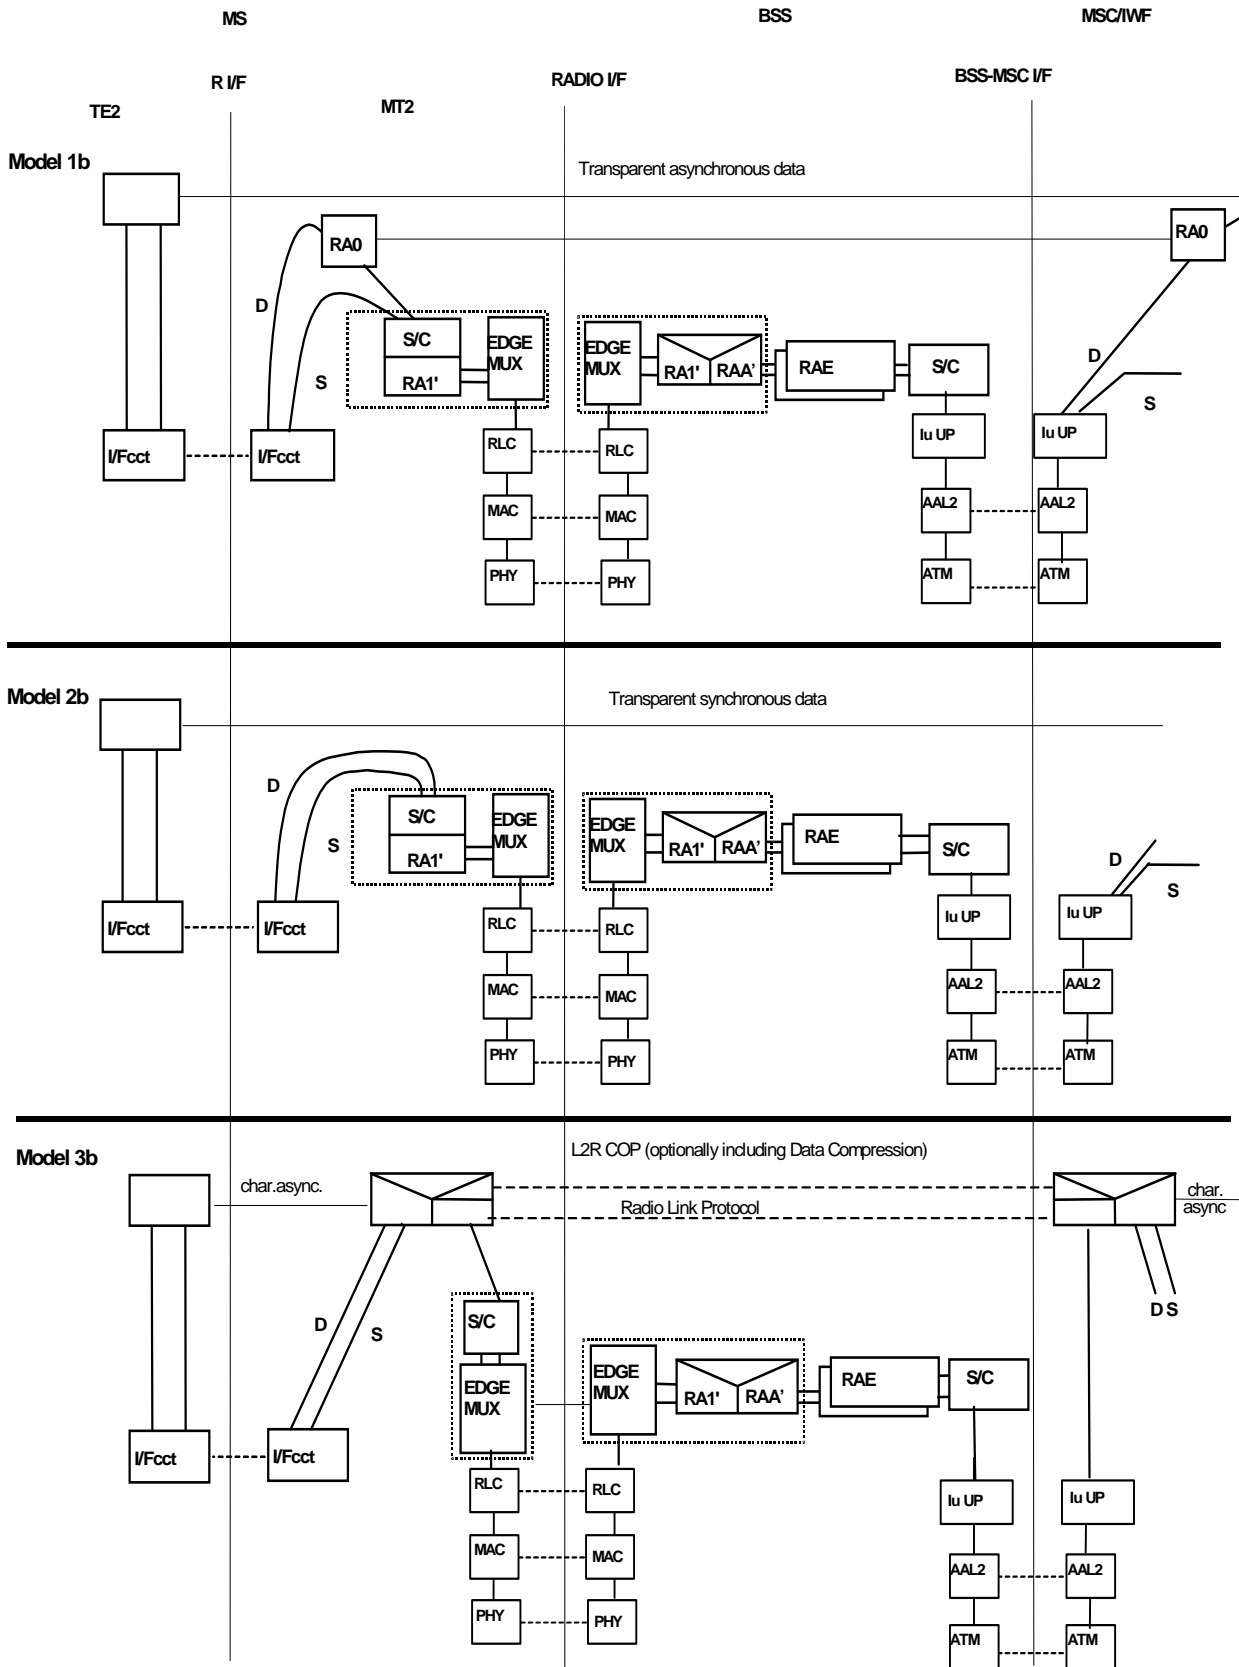 MS
BSS
MSC/IWF
R I/F
RADIO I/F
BSS-MSC I/F
TE2
MT2
Model 1b
Transparent asynchronous data
RA0
RA0
D
S
S/C
RA1'
EDGE
MUX
EDGE
MUX
RA1'
RAA’
RAE
S/C
D
S
I/Fcct
I/Fcct
RLC
RLC
Iu UP
Iu UP
MAC
MAC
AAL2
AAL2
PHY
PHY
ATM
ATM
Model 2b
Transparent synchronous data
D
S
S/C
RA1'
EDGE
MUX
EDGE
MUX
RA1'
RAA’
RAE
S/C
D
S
I/Fcct
I/Fcct
RLC
RLC
Iu UP
Iu UP
MAC
MAC
AAL2
AAL2
PHY
PHY
ATM
ATM
Model 3b
L2R COP (optionally including Data Compression)
char.async.
Radio Link Protocol
char.
async
D
S
D S
S/C
EDGE
MUX
EDGE
MUX
RA1'
RAA’
RAE
S/C
I/Fcct
I/Fcct
RLC
RLC
Iu UP
Iu UP
MAC
MAC
AAL2
AAL2
PHY
PHY
ATM
ATM